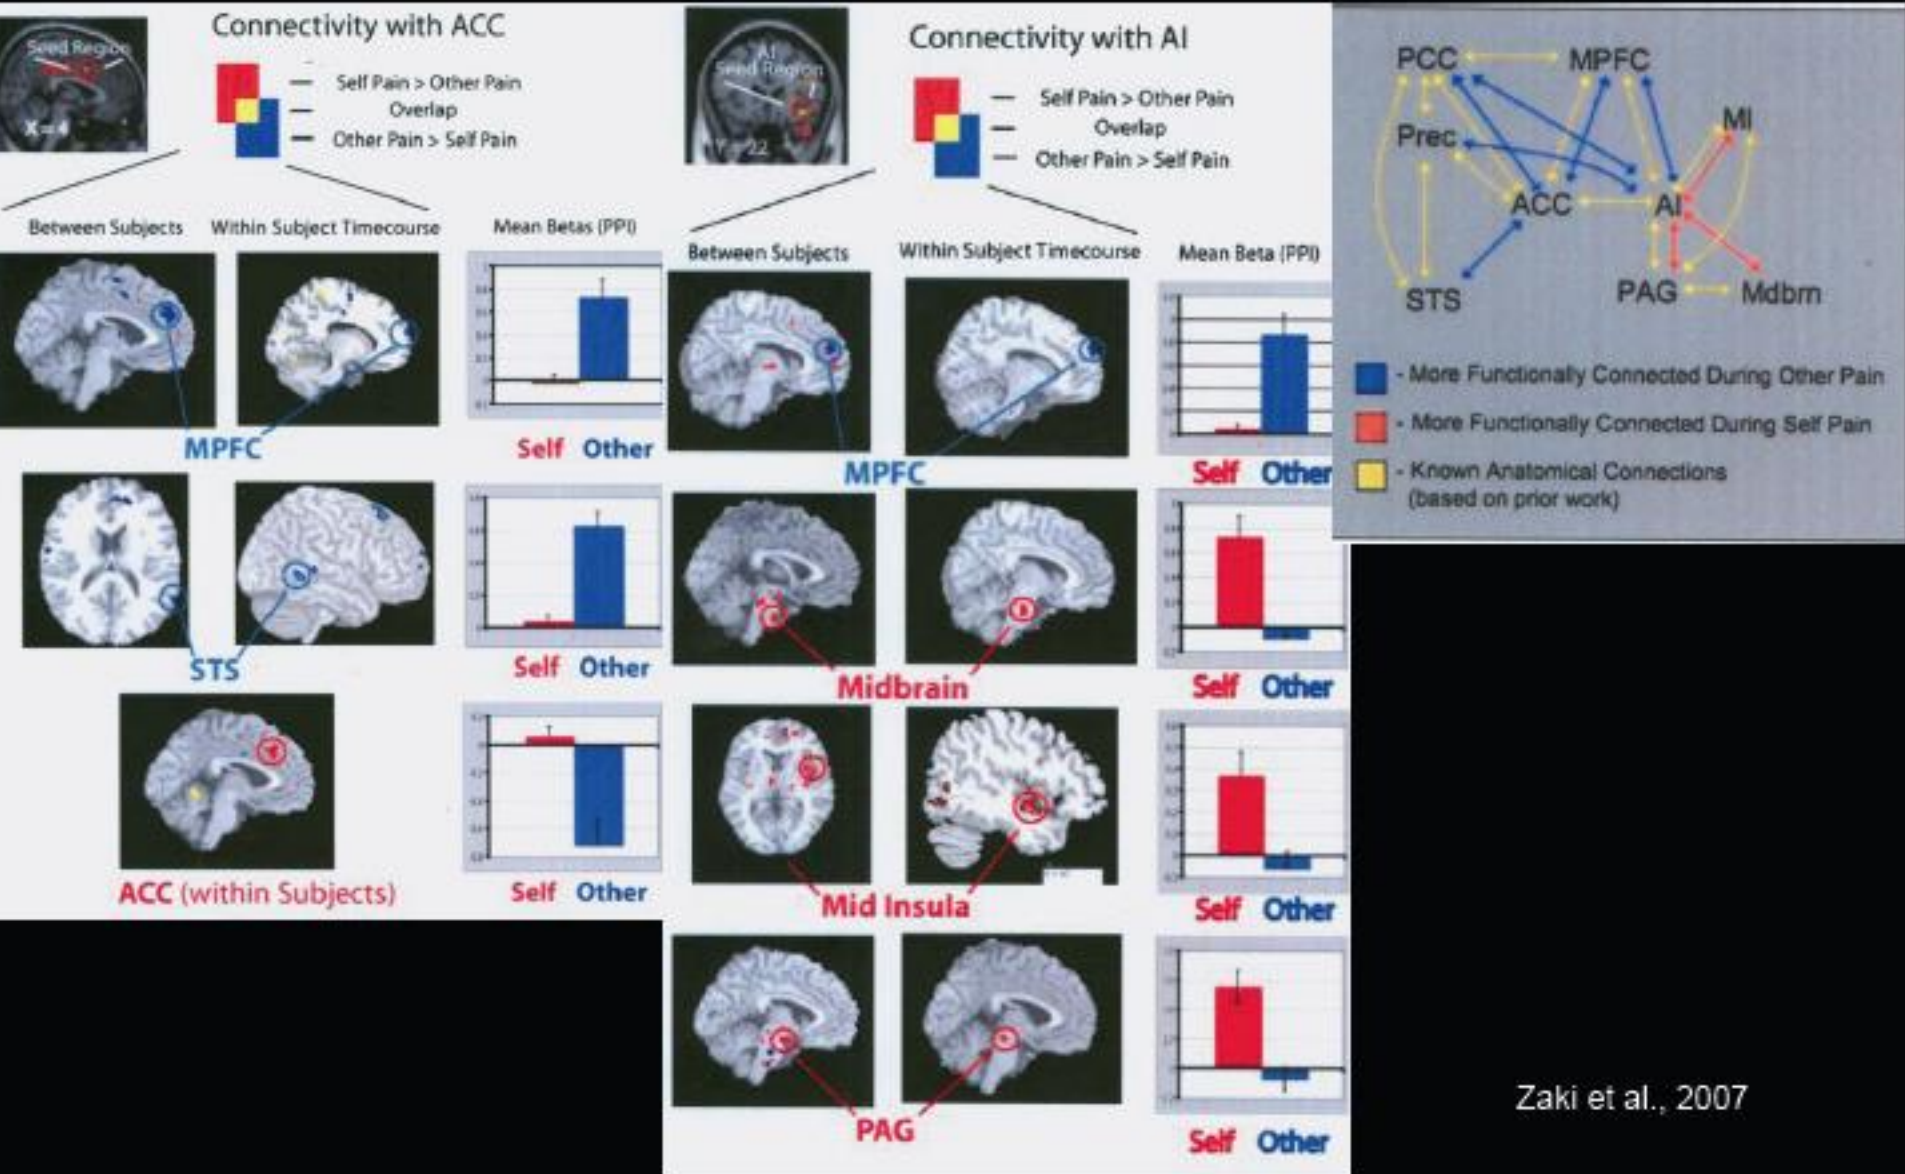 Connectivity with ACC
Seed Region
X = 4
Self Pain > Other Pain
Overlap
Other Pain > Self Pain
Between Subjects
Within Subject Timecourse
Mean Betas (PPI)
MPFC
Self Other
STS
Self Other
ACC (within Subjects)
Self Other
Connectivity with AI
AI
Seed Region
22
Self Pain > Other Pain
Overlap
Other Pain > Self Pain
Between Subjects
Within Subject Timecourse
Mean Beta (PPI)
MPFC
Self Other
Midbrain
Self Other
Mid Insula
Self Other
PAG
Self Other
PCC
MPFC
MI
Prec
ACC
AI
STS
PAG
Mdbrn
- More Functionally Connected During Other Pain
- More Functionally Connected During Self Pain
- Known Anatomical Connections
(based on prior work)
Zaki et al., 2007